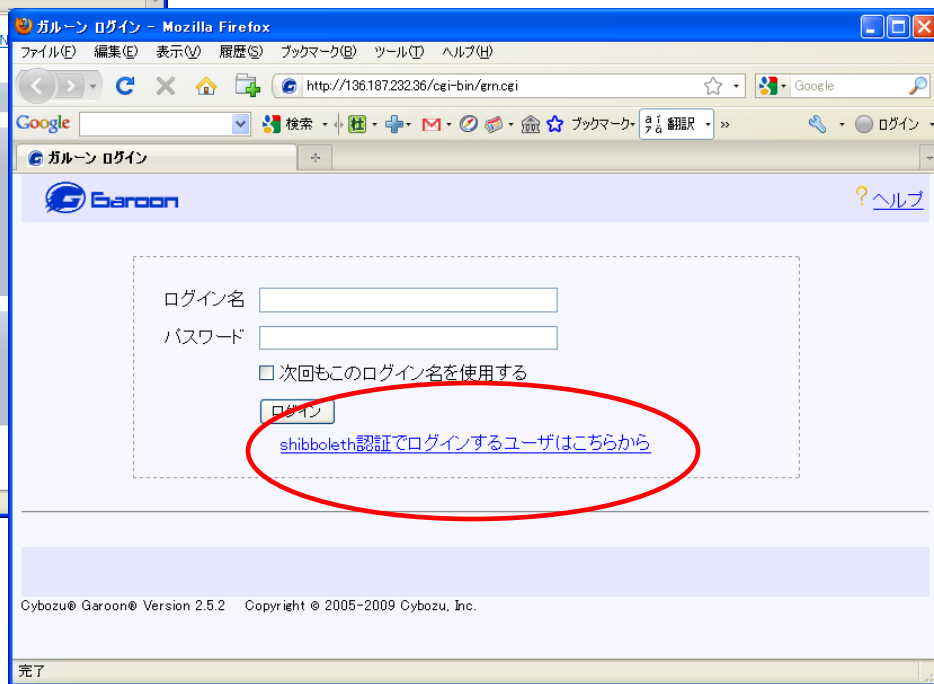 ガルーン ログイン - Mozilla Firefox
ファイル(F) 編集(E) 表示(V) 履歴(S) ブックマーク(B) ツール(T) ヘルプ(H)
http://136.187.232.36/cgi-bin/grn.cgi Google
Google 検索 社 ブックマーク 翻訳 » ログイン
ガルーン ログイン
Garoon ?ヘルプ
ログイン名
パスワード
次回もこのログイン名を使用する
ログイン
shibboleth認証でログインするユーザはこちらから
Cybozu® Garoon® Version 2.5.2 Copyright © 2005-2009 Cybozu, Inc.
完了